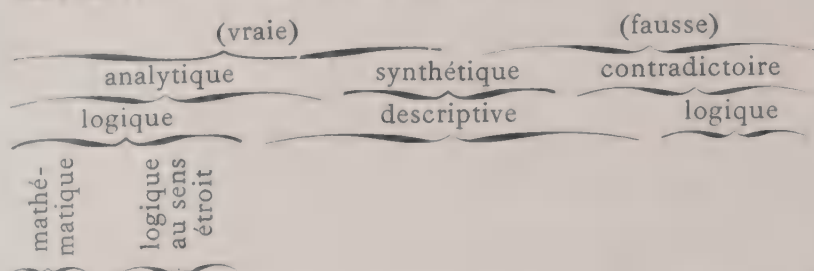 (vraie) (fausse)
analytique synthétique contradictoire
logique descriptive logique
mathé-
matique
logique
au sens
étroit